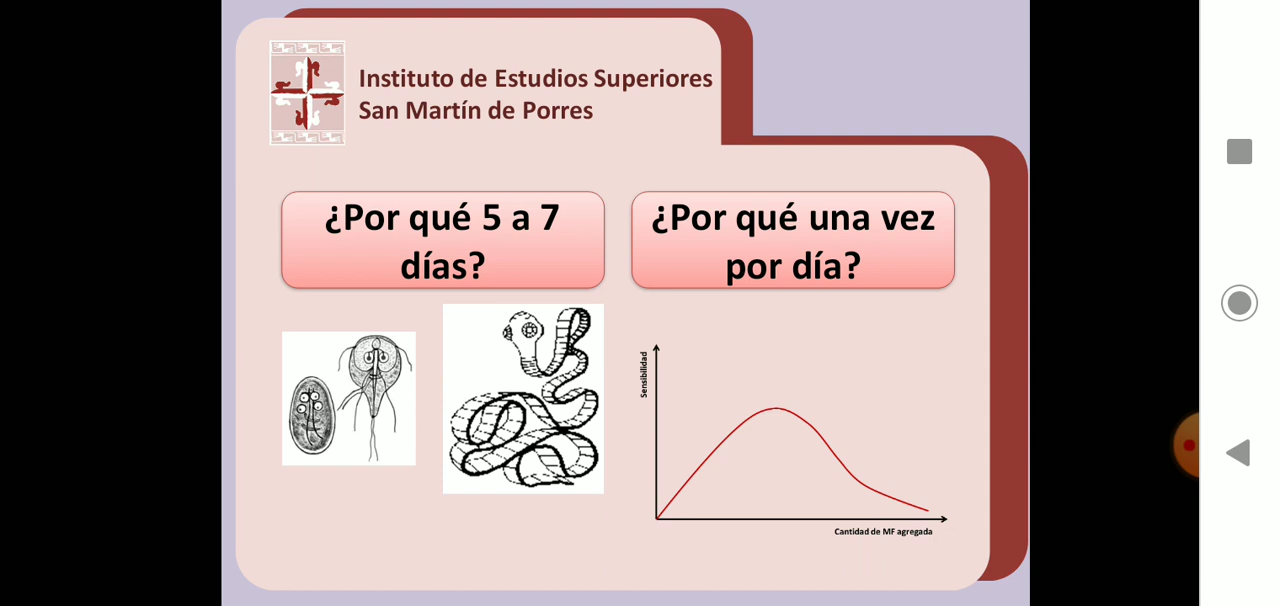 Instituto de Estudios Superiores
San Martín de Porres
¿Por qué 5 a 7
días?
¿Por qué una vez
por día?
Sensibilidad
Cantidad de MF agregada